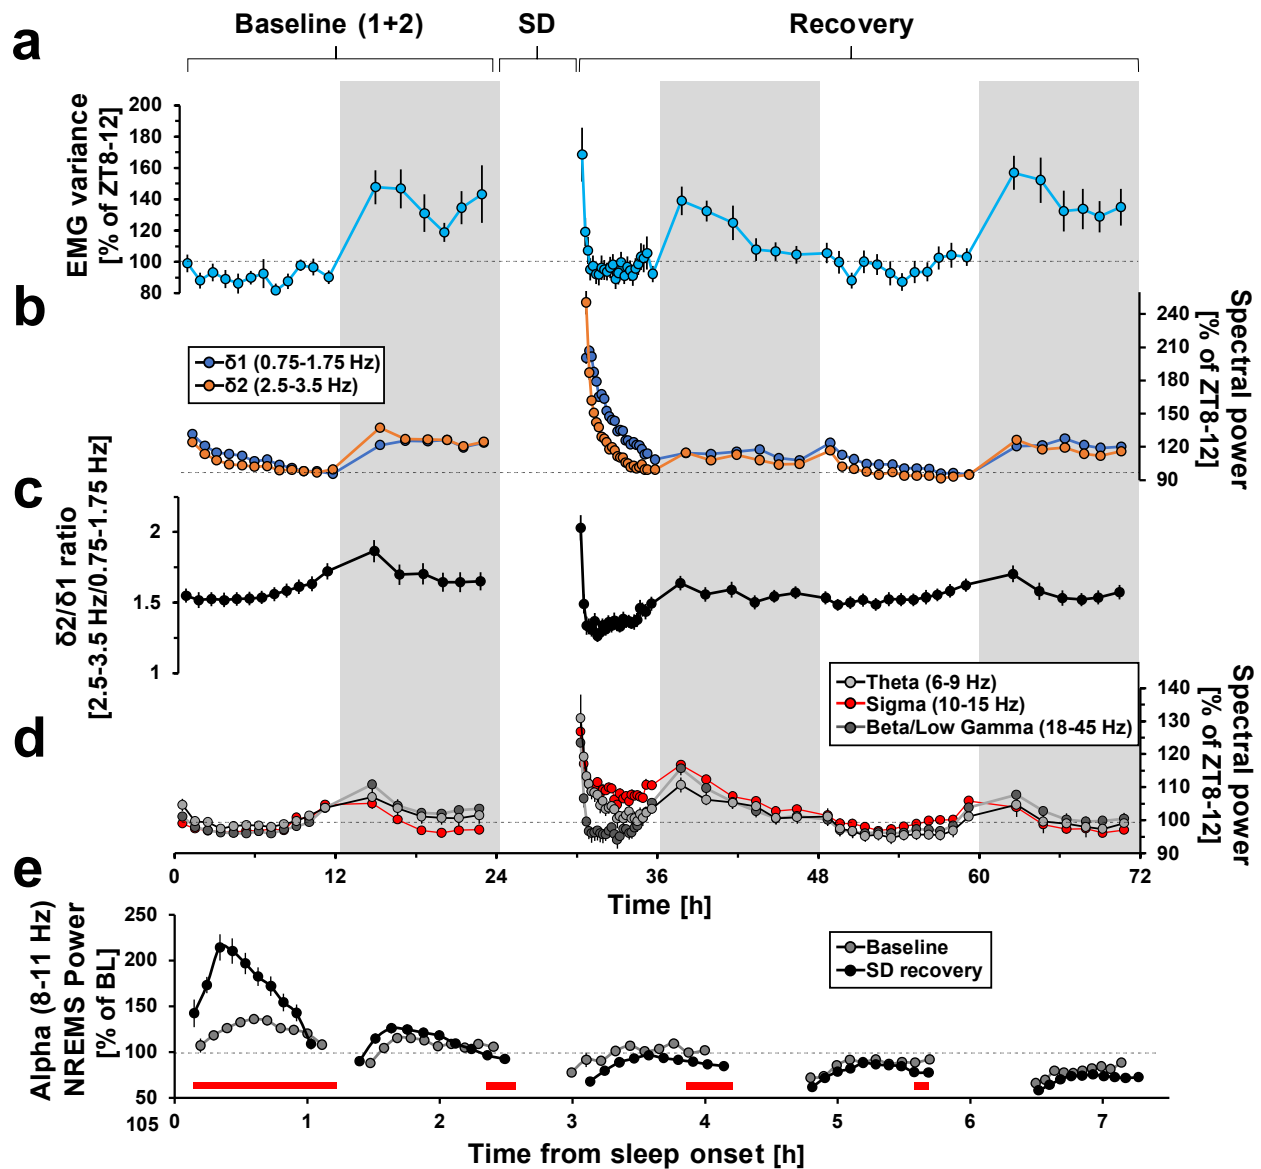 a
Baseline (1+2)
SD
Recovery
EMG variance
[% of ZT8-12]
200
180
160
140
120
100
80
b
δ1 (0.75-1.75 Hz)
δ2 (2.5-3.5 Hz)
Spectral power
[% of ZT8-12]
240
210
180
150
120
90
c
δ2/δ1 ratio
[2.5-3.5 Hz/0.75-1.75 Hz]
2
1.5
1
d
Theta (6-9 Hz)
Sigma (10-15 Hz)
Beta/Low Gamma (18-45 Hz)
Spectral power
[% of ZT8-12]
140
130
120
110
100
90
0 12 24 36 48 60 72
Time [h]
e
Alpha (8-11 Hz)
NREMS Power
[% of BL]
250
200
150
100
50
105
Baseline
SD recovery
0 1 2 3 4 5 6 7
Time from sleep onset [h]